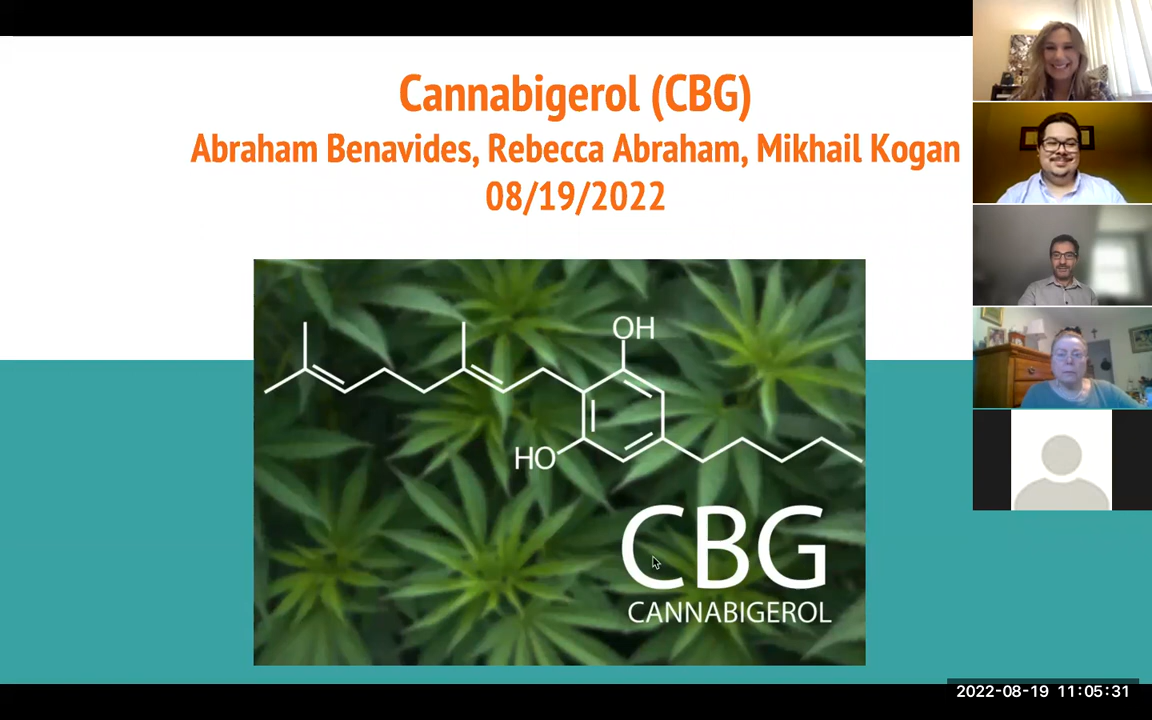 Cannabigerol (CBG)
Abraham Benavides, Rebecca Abraham, Mikhail Kogan
08/19/2022
OH
HO
CBG
CANNABIGEROL
2022-08-19 11:05:31